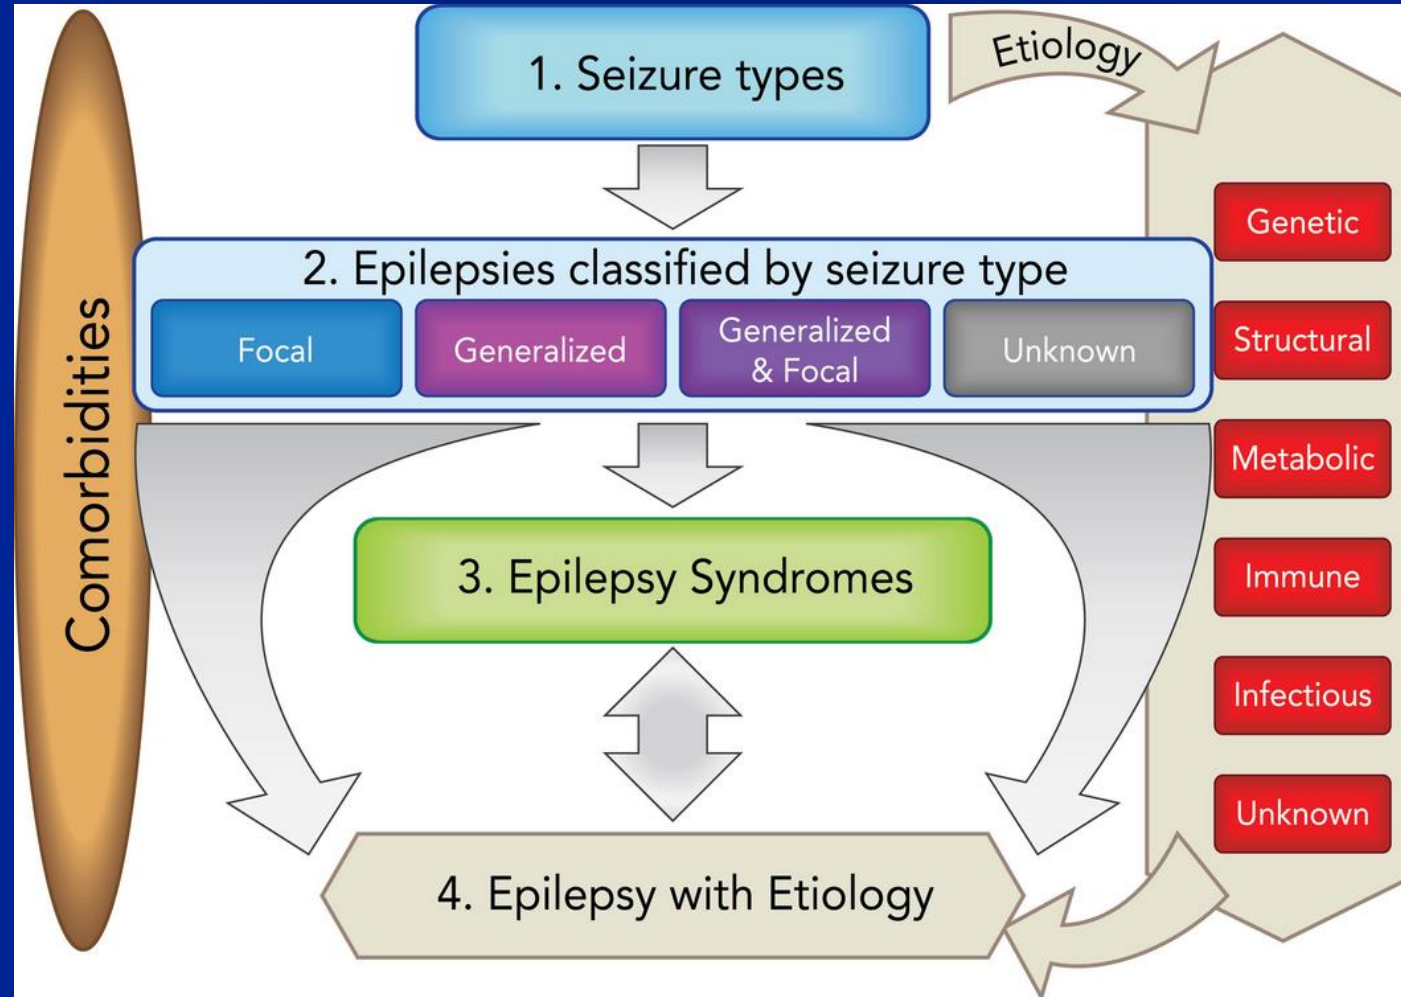 1. Seizure types
Etiology
Comorbidities
2. Epilepsies classified by seizure type
Focal
Generalized
Generalized
& Focal
Unknown
3. Epilepsy Syndromes
4. Epilepsy with Etiology
Genetic
Structural
Metabolic
Immune
Infectious
Unknown